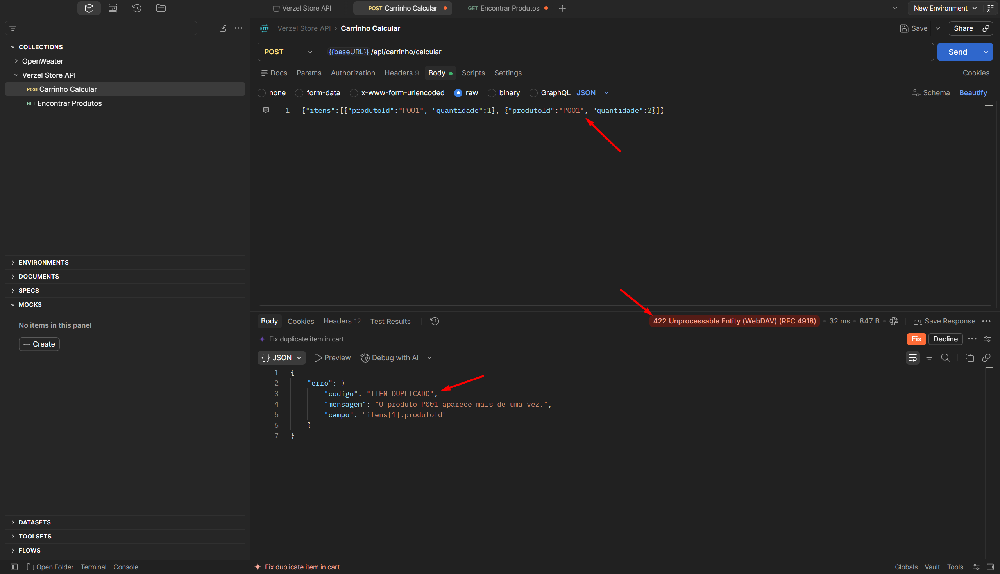 Verzel Store API
POST Carrinho Calcular
GET Encontrar Produtos
New Environment
HTTP Verzel Store API > Carrinho Calcular
Save
Share
COLLECTIONS
OpenWeater
Verzel Store API
POST Carrinho Calcular
GET Encontrar Produtos
POST
{{baseURL}} /api/carrinho/calcular
Send
Docs Params Authorization Headers 9 Body Scripts Settings
Cookies
none form-data x-www-form-urlencoded raw binary GraphQL JSON
Schema Beautify
1 {"itens":[{"produtoId":"P001", "quantidade":1}, {"produtoId":"P001", "quantidade":2}]}
ENVIRONMENTS
DOCUMENTS
SPECS
MOCKS
No items in this panel
Create
Body Cookies Headers 12 Test Results
422 Unprocessable Entity (WebDAV) (RFC 4918) • 32 ms • 847 B
e.g. Save Response
Fix duplicate item in cart
Fix Decline
{} JSON Preview Debug with AI
1 {
2 "erro": {
3 "codigo": "ITEM_DUPLICADO",
4 "mensagem": "O produto P001 aparece mais de uma vez.",
5 "campo": "itens[1].produtoId"
6 }
7 }
DATASETS
TOOLSETS
FLOWS
Open Folder Terminal Console
Fix duplicate item in cart
Globals Vault Tools